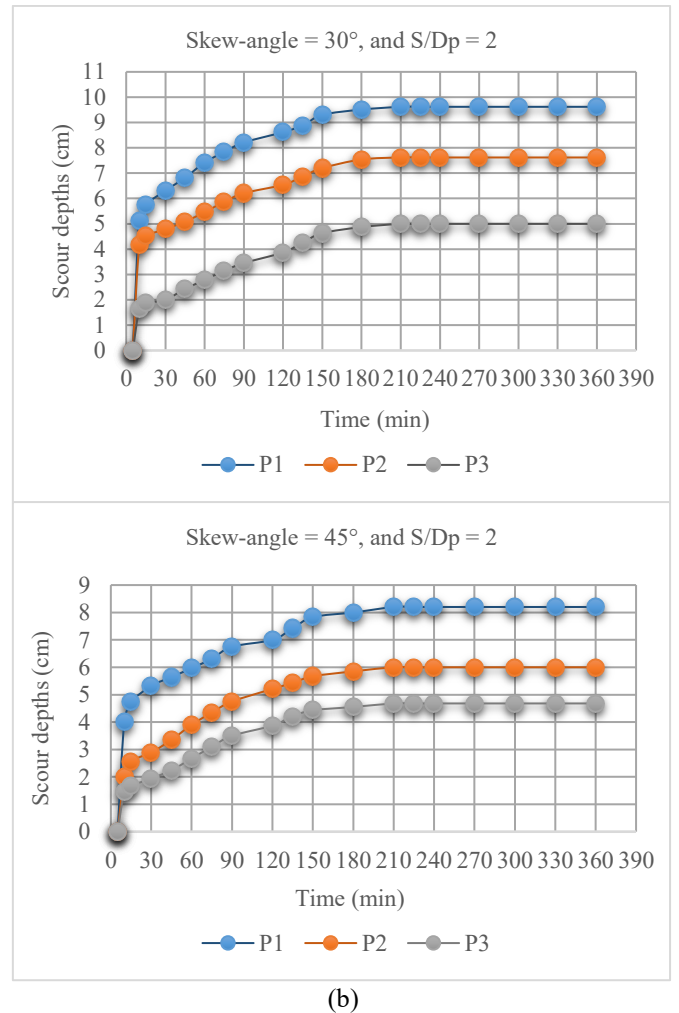 Skew-angle = 30°, and S/Dp = 2
11
10
9
8
7
6
5
4
3
2
1
0
Scour depths (cm)
0 30 60 90 120 150 180 210 240 270 300 330 360 390
Time (min)
P1 P2 P3
Skew-angle = 45°, and S/Dp = 2
9
8
7
6
5
4
3
2
1
0
Scour depths (cm)
0 30 60 90 120 150 180 210 240 270 300 330 360 390
Time (min)
P1 P2 P3
(b)